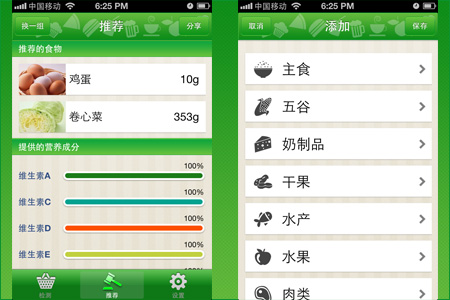 中国移动 6:25 PM
换一组 推荐 分享
推荐的食物
鸡蛋 10g
卷心菜 353g
提供的营养成分
100%
维生素A
100%
维生素C
100%
维生素D
100%
维生素E
检测 推荐 设置
中国移动 6:25 PM
取消 添加 保存
主食
五谷
奶制品
干果
水产
水果
肉类